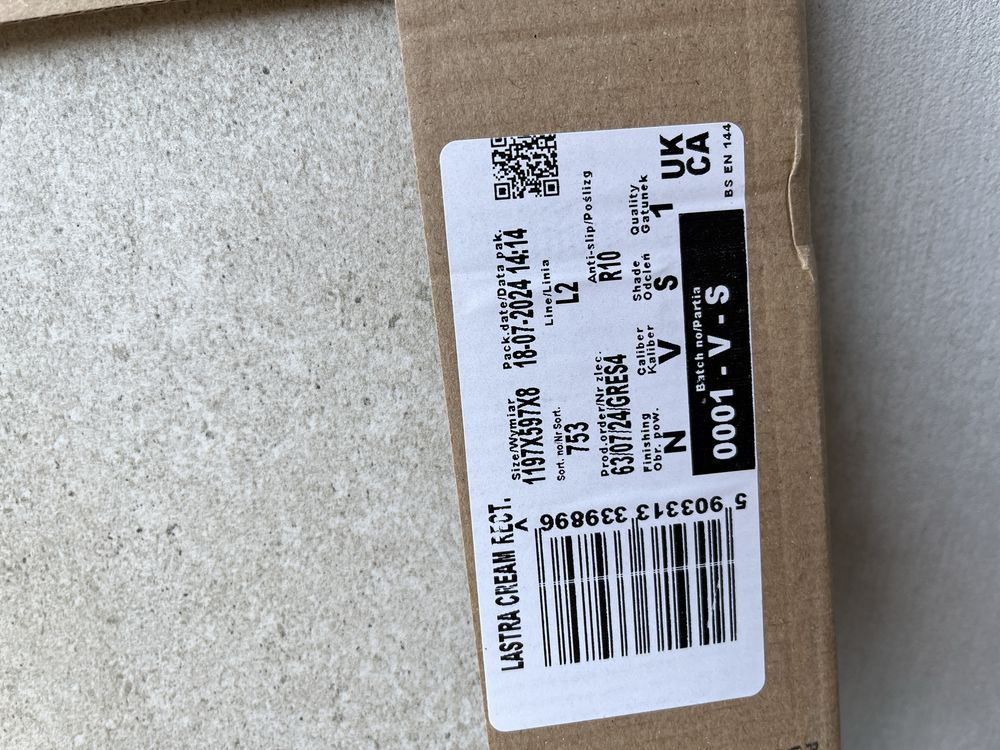 LASTRA CREAM RECT.
Size/Wymiar
1197X597X8
Pack.date/Data pak.
18-07-2024 14:14
Sort. no/Nr Sort.
753
Line/Linia
L2
Prod.order/Nr zlec.
63/07/24/GRES4
Anti-slip/Poślizg
R10
Finishing
Obr. pow.
N
Caliber
Kaliber
V
Shade
Odcień
S
Quality
Gatunek
1
Batch no/Partia
0001 - V - S
UK
CA
BS EN 144
5 903313 339896 >